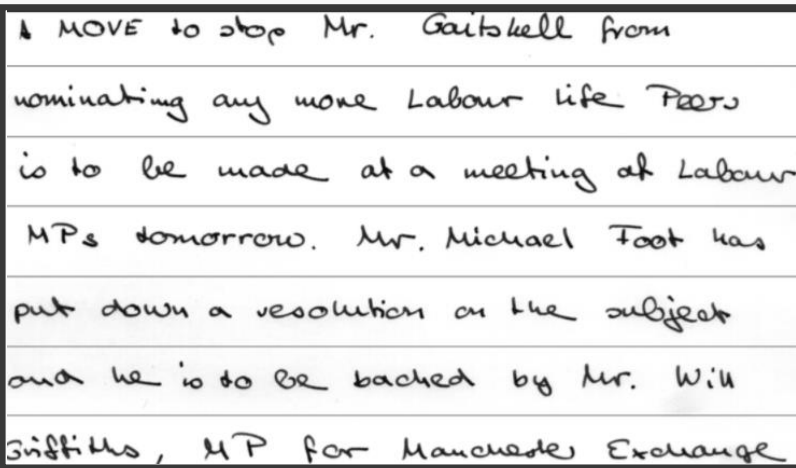 A MOVE to stop Mr. Gaitskell from
nominating any more Labour life Peers
is to be made at a meeting of Labour
MPs tomorrow. Mr. Michael Foot has
put down a resolution on the subject
and he is to be backed by Mr. Will
Griffiths, MP for Manchester Exchange